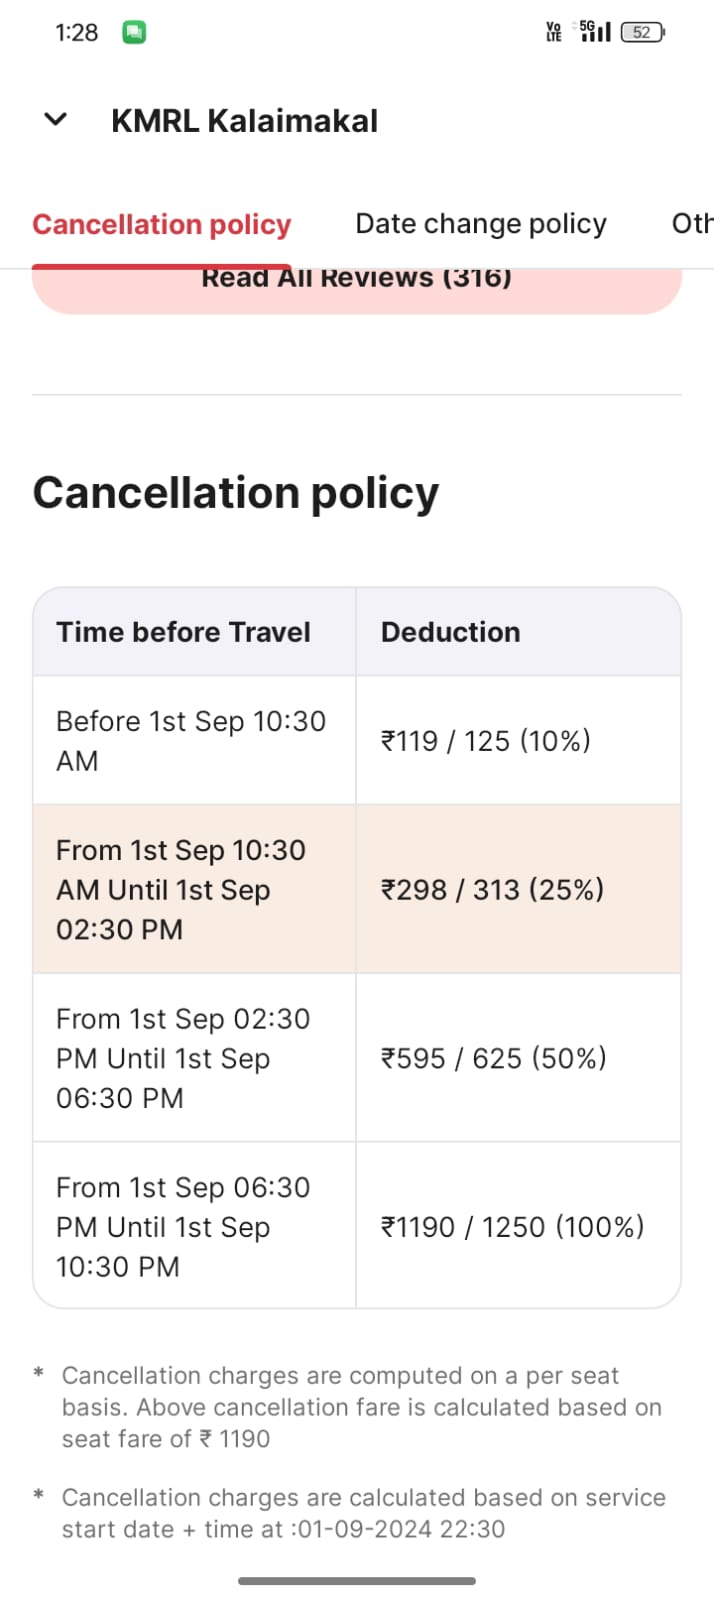 1:28
Vo LTE 5G 52
KMRL Kalaimakal
Cancellation policy Date change policy Oth
Read All Reviews (316)
Cancellation policy
Time before Travel Deduction
Before 1st Sep 10:30
AM
₹119 / 125 (10%)
From 1st Sep 10:30
AM Until 1st Sep
02:30 PM
₹298 / 313 (25%)
From 1st Sep 02:30
PM Until 1st Sep
06:30 PM
₹595 / 625 (50%)
From 1st Sep 06:30
PM Until 1st Sep
10:30 PM
₹1190 / 1250 (100%)
* Cancellation charges are computed on a per seat
basis. Above cancellation fare is calculated based on
seat fare of ₹ 1190
* Cancellation charges are calculated based on service
start date + time at :01-09-2024 22:30